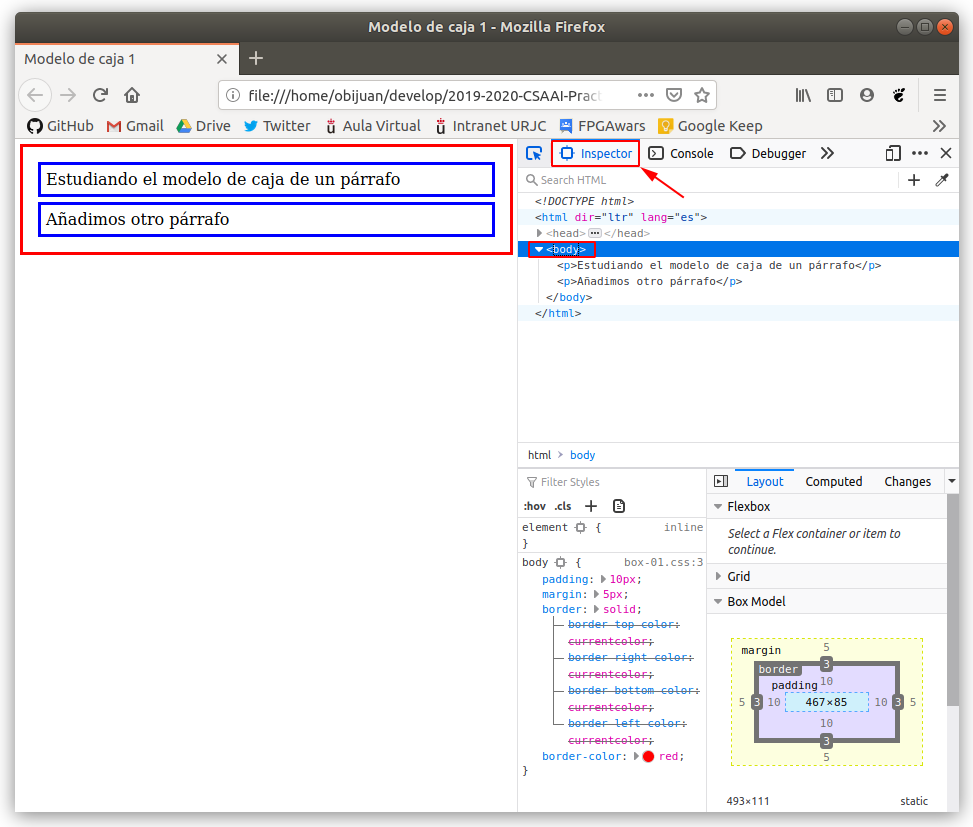 Modelo de caja 1 - Mozilla Firefox
Modelo de caja 1
file:///home/obijuan/develop/2019-2020-CSAAI-Pract
GitHub Gmail Drive Twitter Aula Virtual Intranet URJC FPGAwars Google Keep
Estudiando el modelo de caja de un párrafo
Añadimos otro párrafo
Inspector Console Debugger
Search HTML
<!DOCTYPE html>
<html dir="ltr" lang="es">
<head> ••• </head>
<body>
<p>Estudiando el modelo de caja de un párrafo</p>
<p>Añadimos otro párrafo</p>
</body>
</html>
html > body
Filter Styles
:hov .cls +
element { inline
}
body { box-01.css:3
padding: 10px;
margin: 5px;
border: solid;
border-top-color:
currentcolor;
border-right-color:
currentcolor;
border-bottom-color:
currentcolor;
border-left-color:
currentcolor;
border-color: red;
}
Layout Computed Changes
Flexbox
Select a Flex container or item to
continue.
Grid
Box Model
margin 5
border 3
padding 10
5 3 10 467×85 10 3 5
10
3
5
493×111 static